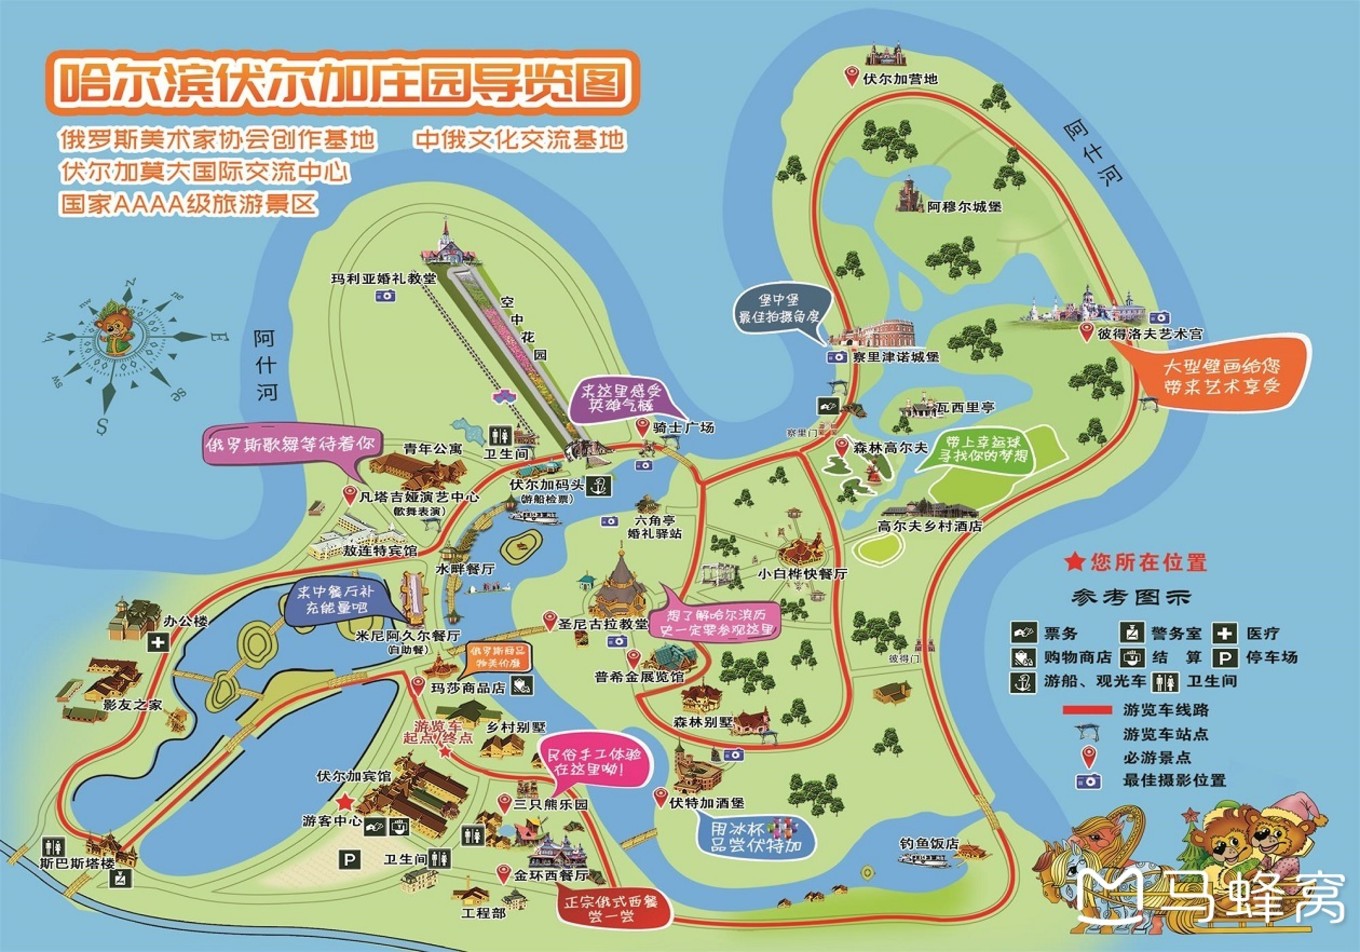 哈尔滨伏尔加庄园导览图
俄罗斯美术家协会创作基地 中俄文化交流基地
伏尔加莫大国际交流中心
国家AAAA级旅游景区
伏尔加营地
阿什河
阿穆尔城堡
玛利亚婚礼教堂
空中花园
N
ne
E
se
S
sw
W
阿什河
堡中堡
最佳拍摄角度
彼得洛夫艺术宫
察里津诺城堡
大型壁画给您
带来艺术享受
来这里感受
英雄气概
瓦西里亭
骑士广场
察里门
俄罗斯歌舞等待着你
青年公寓
卫生间
森林高尔夫
带上幸运球
寻找你的梦想
伏尔加码头
(游船检票)
凡塔吉娅演艺中心
(歌舞表演)
六角亭
婚礼驿站
高尔夫乡村酒店
敖连特宾馆
水畔餐厅
小白桦快餐厅
您所在位置
参考图示
来中餐厅补
充能量吧
米尼阿久尔餐厅
(自助餐)
办公楼
圣尼古拉教堂
想了解哈尔滨历
史一定要参观这里
票务
警务室
医疗
购物商店
结 算
P
停车场
游船、观光车
卫生间
俄罗斯商品
物美价廉
玛莎商品店
普希金展览馆
彼得门
影友之家
游览车
起点/终点
乡村别墅
森林别墅
游览车线路
游览车站点
必游景点
最佳摄影位置
民俗手工体验
在这里呦!
伏尔加宾馆
游客中心
三只熊乐园
伏特加酒堡
用冰杯
品尝伏特加
钓鱼饭店
斯巴斯塔楼
P
卫生间
金环西餐厅
工程部
正宗俄式西餐
尝一尝
马蜂窝